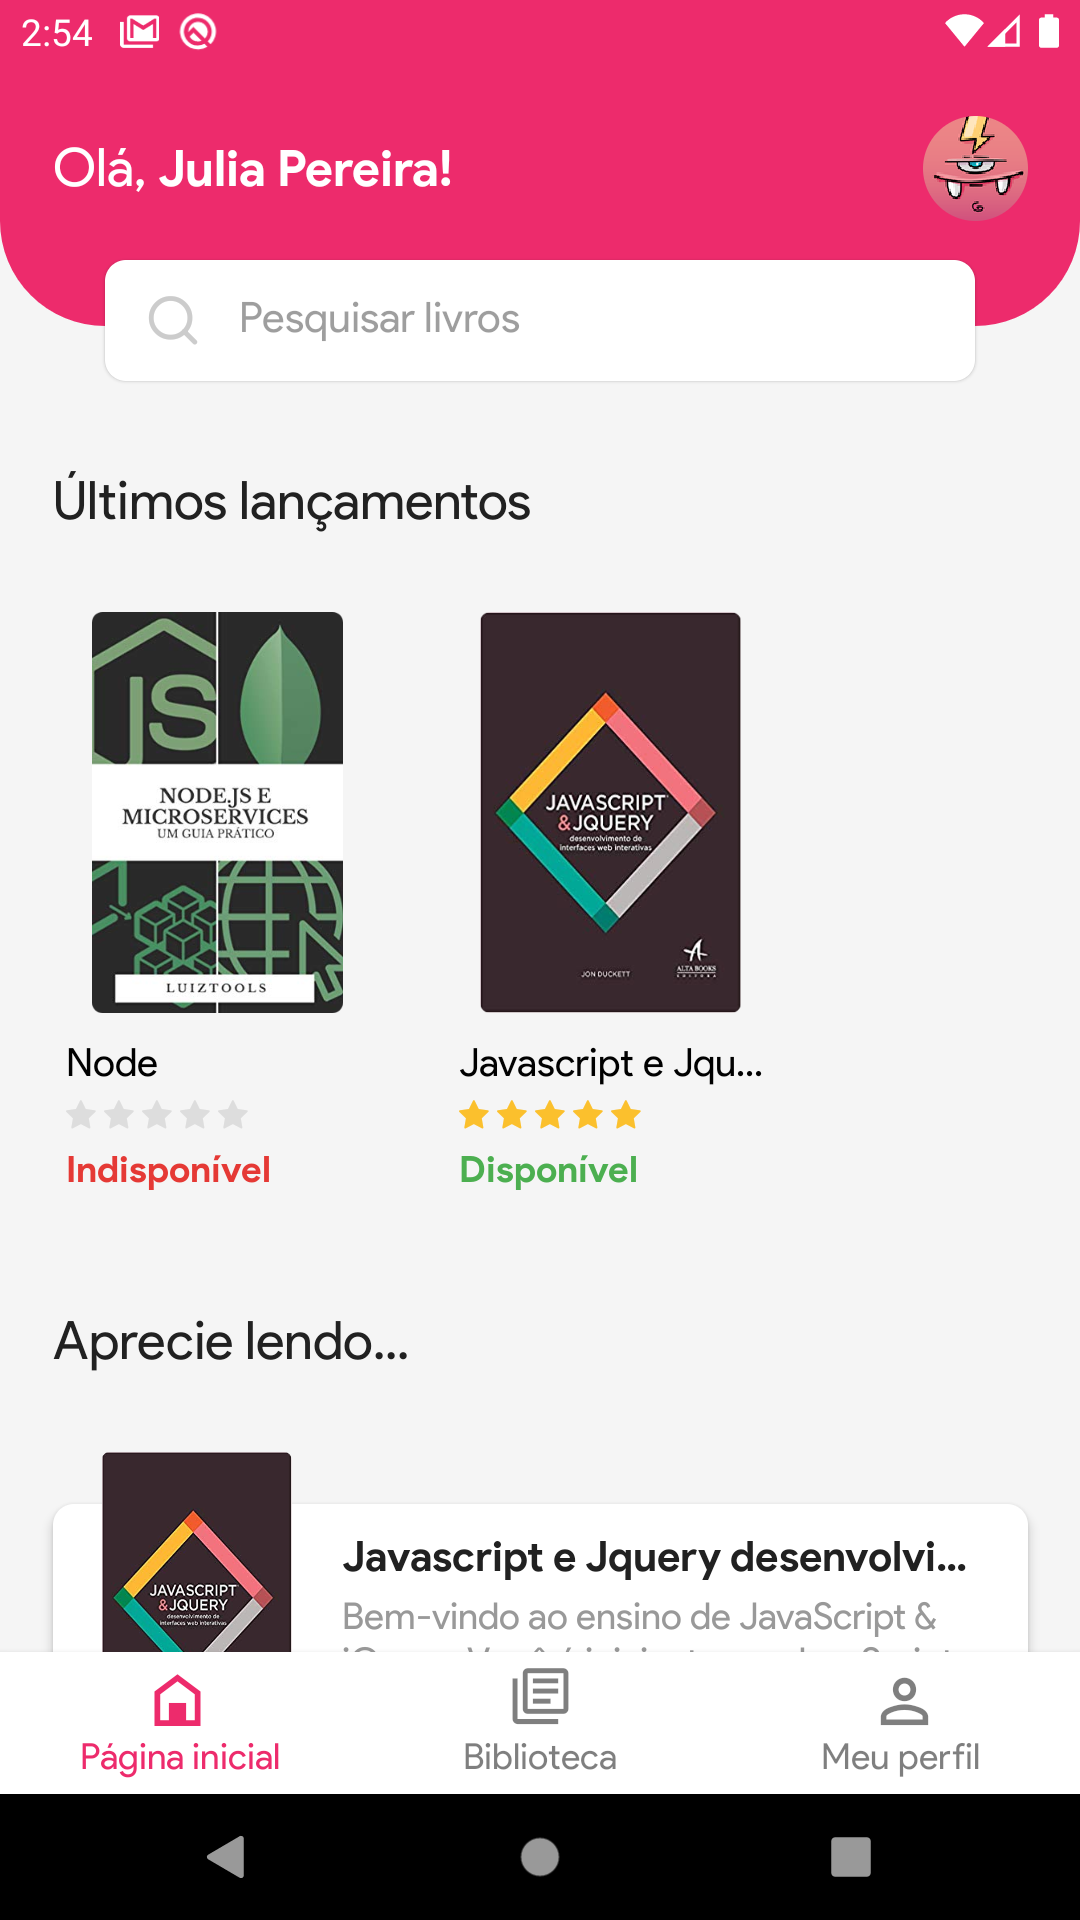 2:54
Olá, Julia Pereira!
Pesquisar livros
Últimos lançamentos
JS
NODE.JS E
MICROSERVICES
UM GUIA PRÁTICO
LUIZTOOLS
JAVASCRIPT
&JQUERY
desenvolvimento de
interfaces web interativas
JON DUCKETT
ALTA BOOKS
EDITORA
Node
Javascript e Jqu...
Indisponível
Disponível
Aprecie lendo...
JAVASCRIPT
&JQUERY
desenvolvimento de
interfaces web interativas
Javascript e Jquery desenvolvi...
Bem-vindo ao ensino de JavaScript &
Página inicial
Biblioteca
Meu perfil